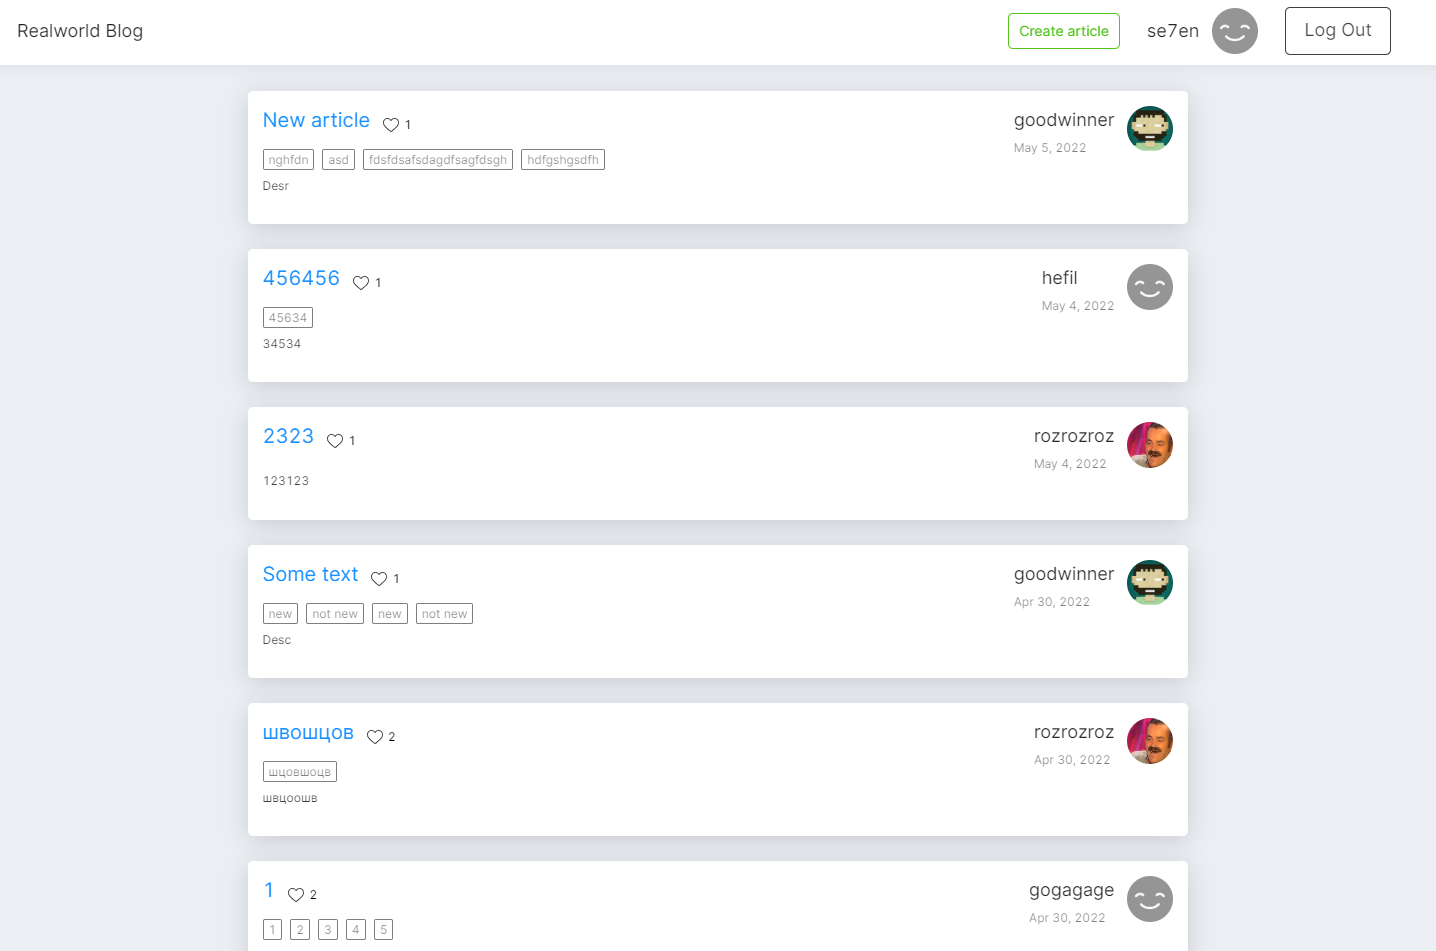 Realworld Blog Create article se7en Log Out
New article 1 goodwinner
May 5, 2022
nghfdn asd fdsfdsafsdagdfsagfdsgh hdfgshgsdfh
Desr
456456 1 hefil
May 4, 2022
45634
34534
2323 1 rozrozroz
May 4, 2022
123123
Some text 1 goodwinner
Apr 30, 2022
new not new new not new
Desc
швошцов 2 rozrozroz
Apr 30, 2022
шцовшоцв
швцоошв
1 2 gogagage
Apr 30, 2022
1 2 3 4 5